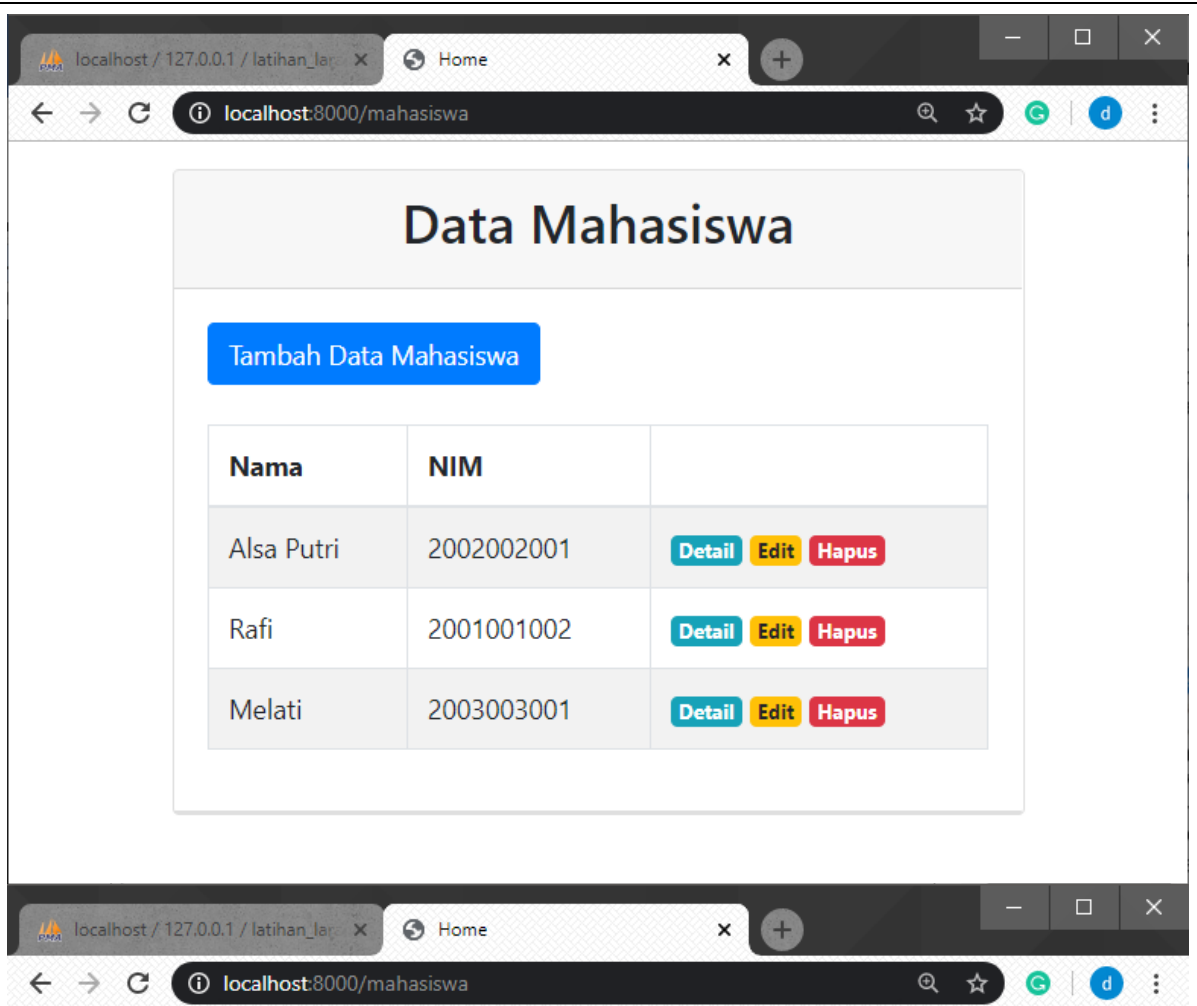 localhost / 127.0.0.1 / latihan_lara
Home
localhost:8000/mahasiswa
G
d
Data Mahasiswa
Tambah Data Mahasiswa
Nama NIM
Alsa Putri 2002002001 Detail Edit Hapus
Rafi 2001001002 Detail Edit Hapus
Melati 2003003001 Detail Edit Hapus
localhost / 127.0.0.1 / latihan_lara
Home
localhost:8000/mahasiswa
G
d